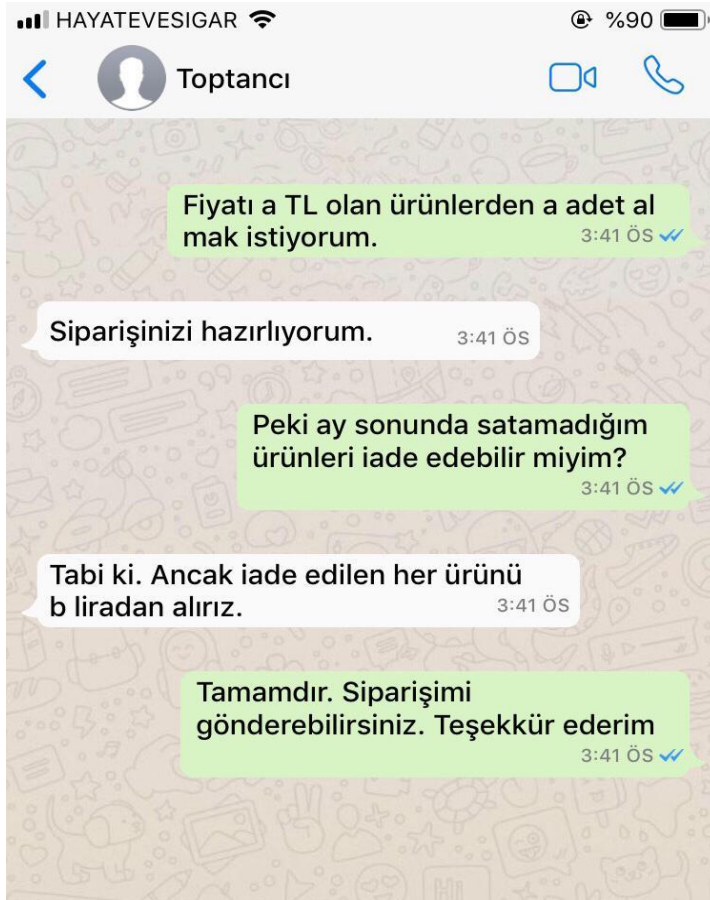 HAYATEVESIGAR %90
Toptancı
Fiyatı a TL olan ürünlerden a adet al
mak istiyorum. 3:41 ÖS
Siparişinizi hazırlıyorum. 3:41 ÖS
Peki ay sonunda satamadığım
ürünleri iade edebilir miyim?
3:41 ÖS
Tabi ki. Ancak iade edilen her ürünü
b liradan alırız. 3:41 ÖS
Tamamdır. Siparişimi
gönderebilirsiniz. Teşekkür ederim
3:41 ÖS